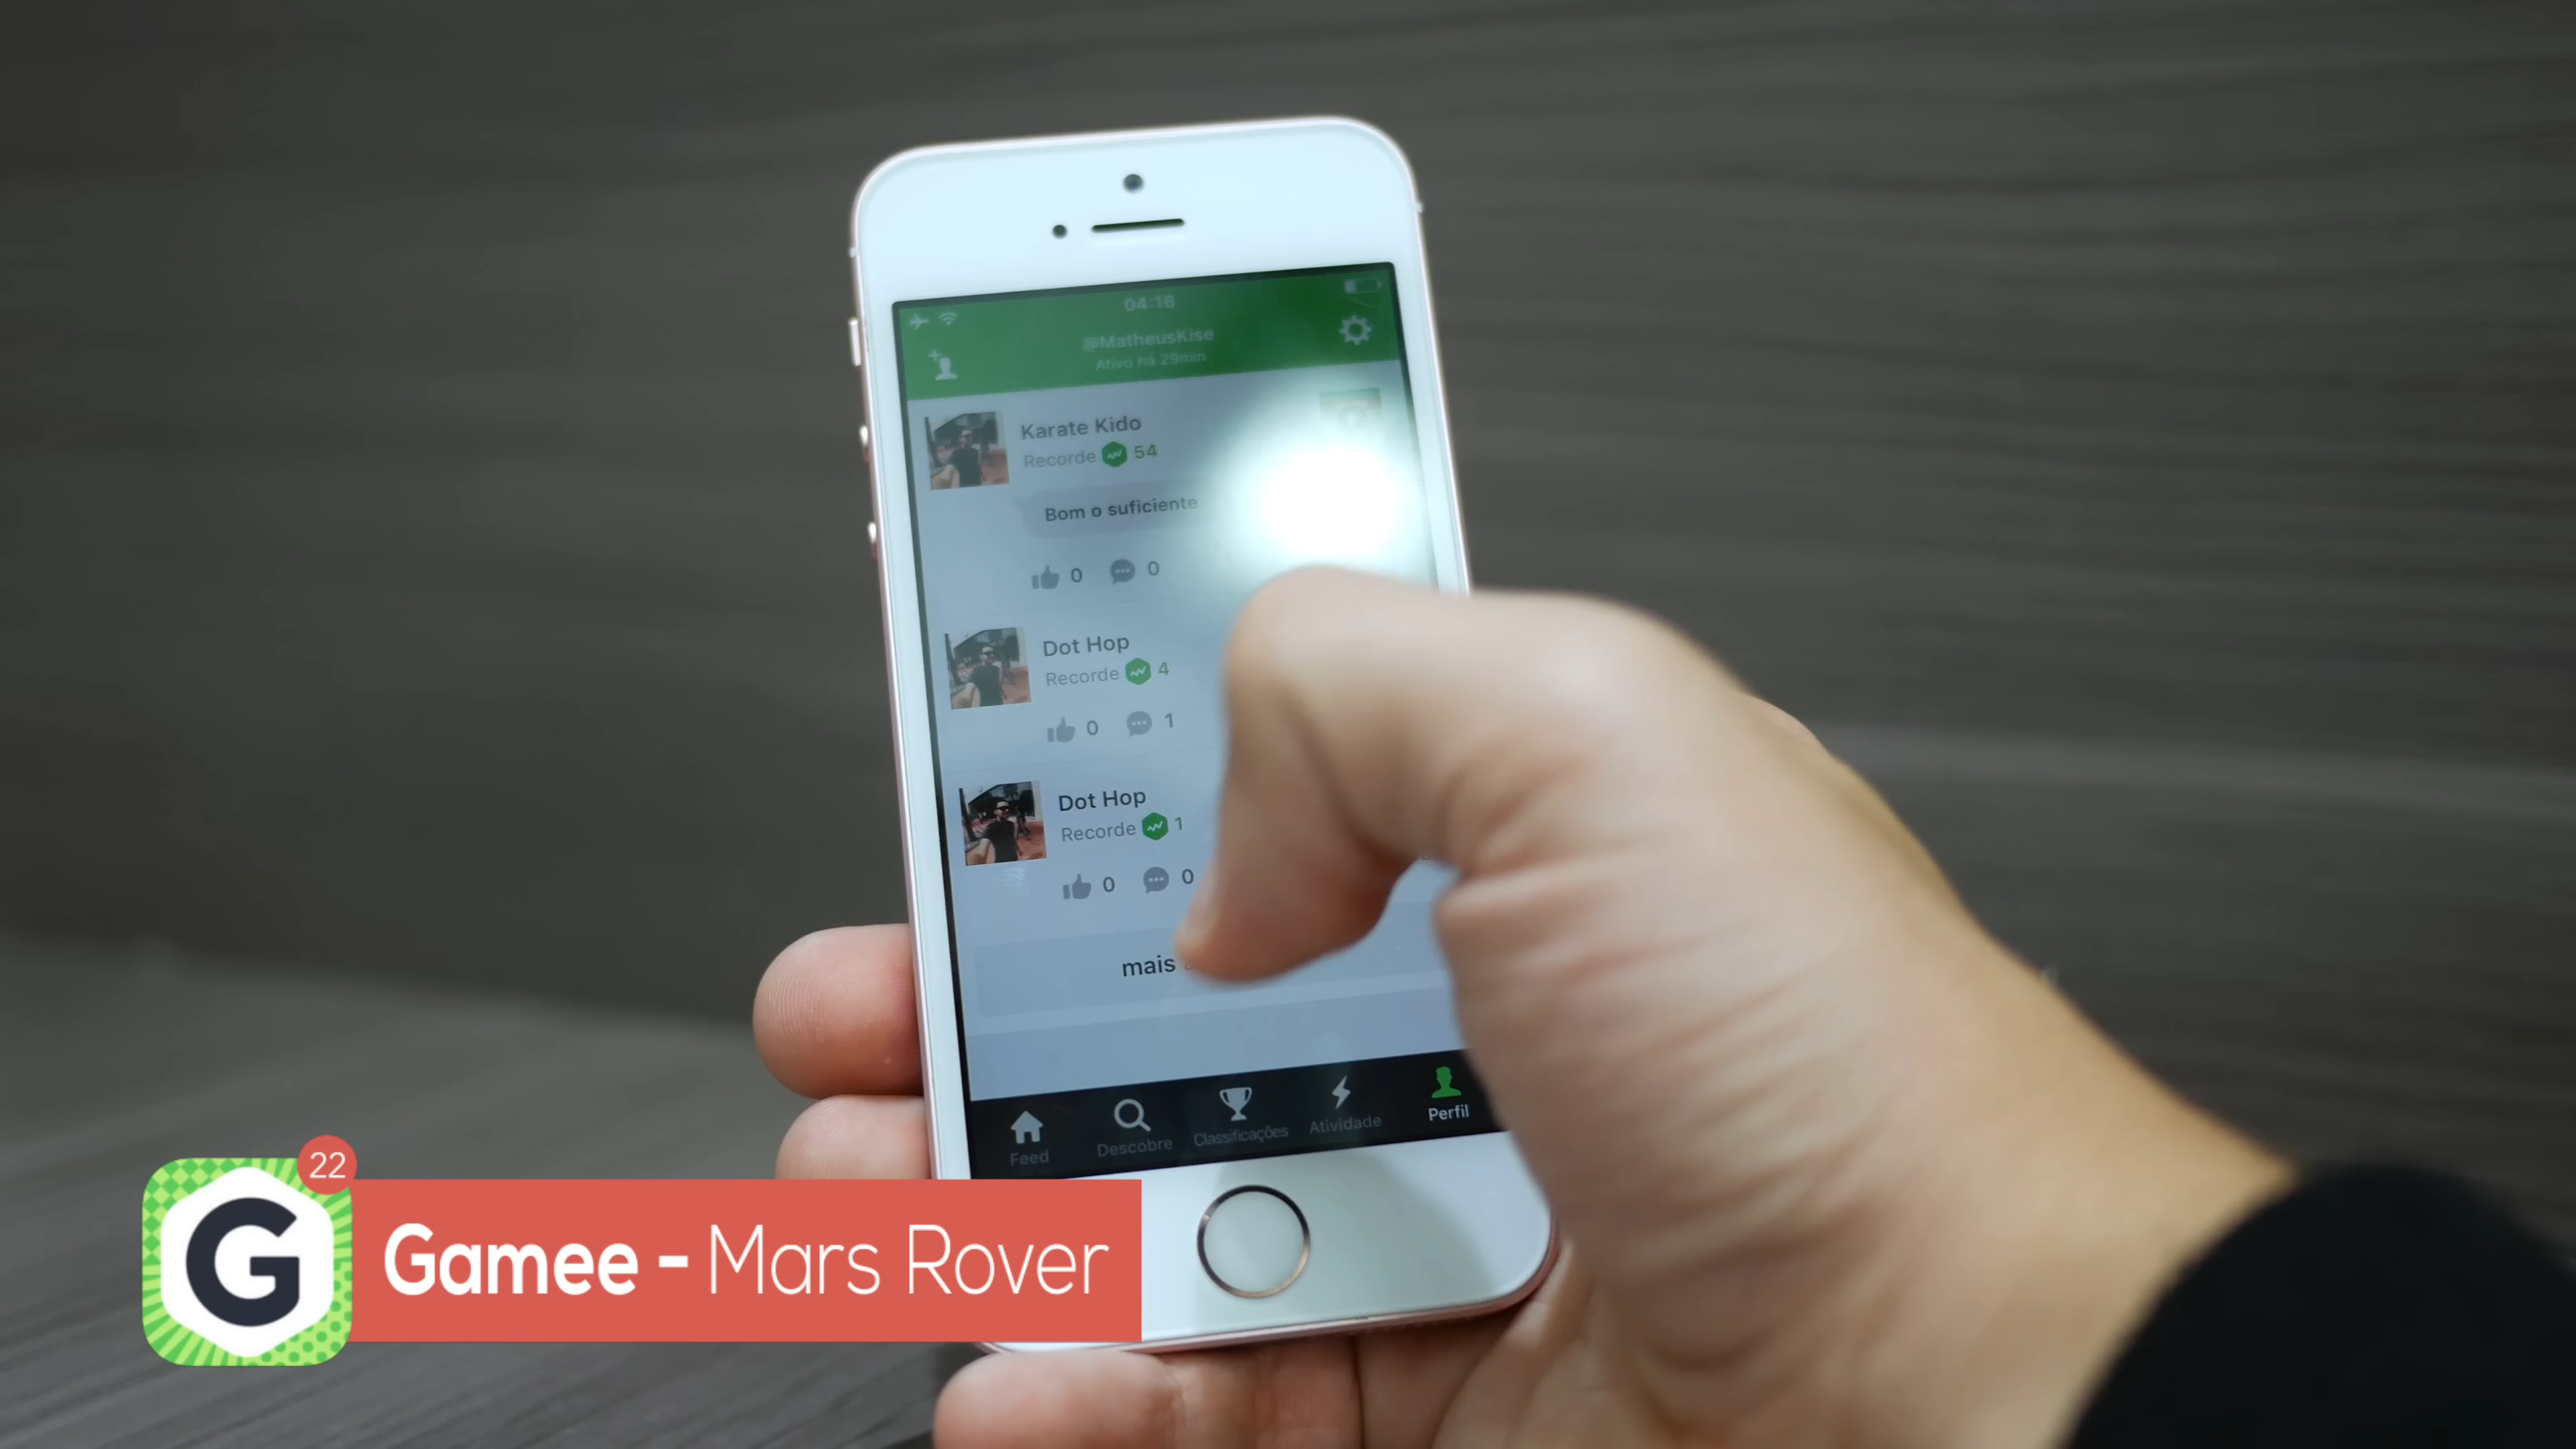 04:16
@MatheusKise
Ativo há 29min
Karate Kido
Recorde 54
Bom o suficiente
0 0
Dot Hop
Recorde 4
0 1
Dot Hop
Recorde 1
0 0
mais
Feed
Descobre
Classificações
Atividade
Perfil
22
G
Gamee - Mars Rover